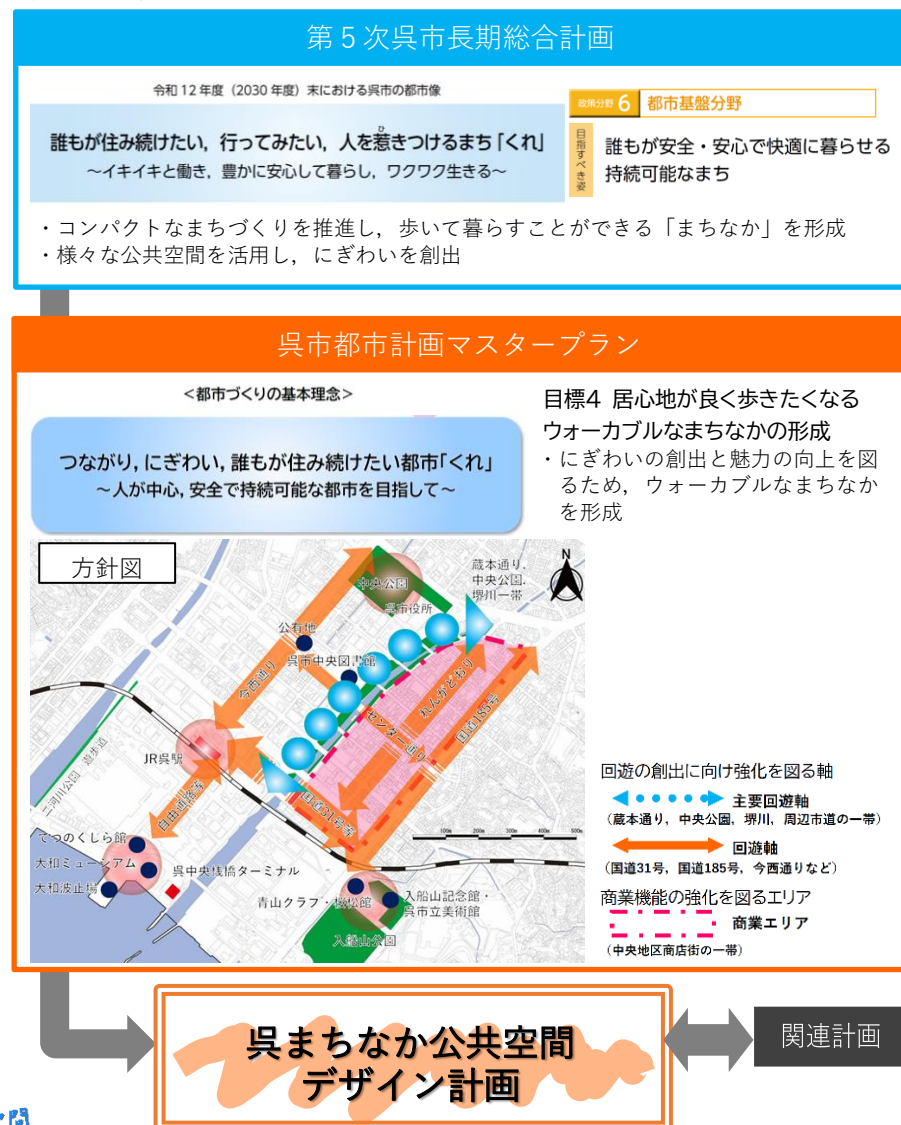 第5次呉市長期総合計画
令和12年度（2030年度）末における呉市の都市像
誰もが住み続けたい，行ってみたい，人を惹きつけるまち「くれ」
ひ
～イキイキと働き，豊かに安心して暮らし，ワクワク生きる～
政策分野 6 都市基盤分野
目指すべき姿
誰もが安全・安心で快適に暮らせる
持続可能なまち
・コンパクトなまちづくりを推進し，歩いて暮らすことができる「まちなか」を形成
・様々な公共空間を活用し，にぎわいを創出
呉市都市計画マスタープラン
＜都市づくりの基本理念＞
つながり，にぎわい，誰もが住み続けたい都市「くれ」
～人が中心，安全で持続可能な都市を目指して～
目標4 居心地が良く歩きたくなる
ウォーカブルなまちなかの形成
・にぎわいの創出と魅力の向上を図
るため，ウォーカブルなまちなか
を形成
方針図
蔵本通り，
中央公園，
堺川一帯
N
中央公園
呉市役所
公有地
呉市中央図書館
今西通り
れんがどおり
センター通り
国道185号
JR呉駅
二河川公園 遊歩道
自由通路等
国道31号等
100m 200m 300m 400m 500m
てつのくじら館
大和ミュージアム
大和波止場
呉中央桟橋ターミナル
青山クラブ・桜松館
入船山記念館・
呉市立美術館
入船山公園
回遊の創出に向け強化を図る軸
主要回遊軸
（蔵本通り，中央公園，堺川，周辺市道の一帯）
回遊軸
（国道31号，国道185号，今西通りなど）
商業機能の強化を図るエリア
商業エリア
（中央地区商店街の一帯）
呉まちなか公共空間
デザイン計画
関連計画